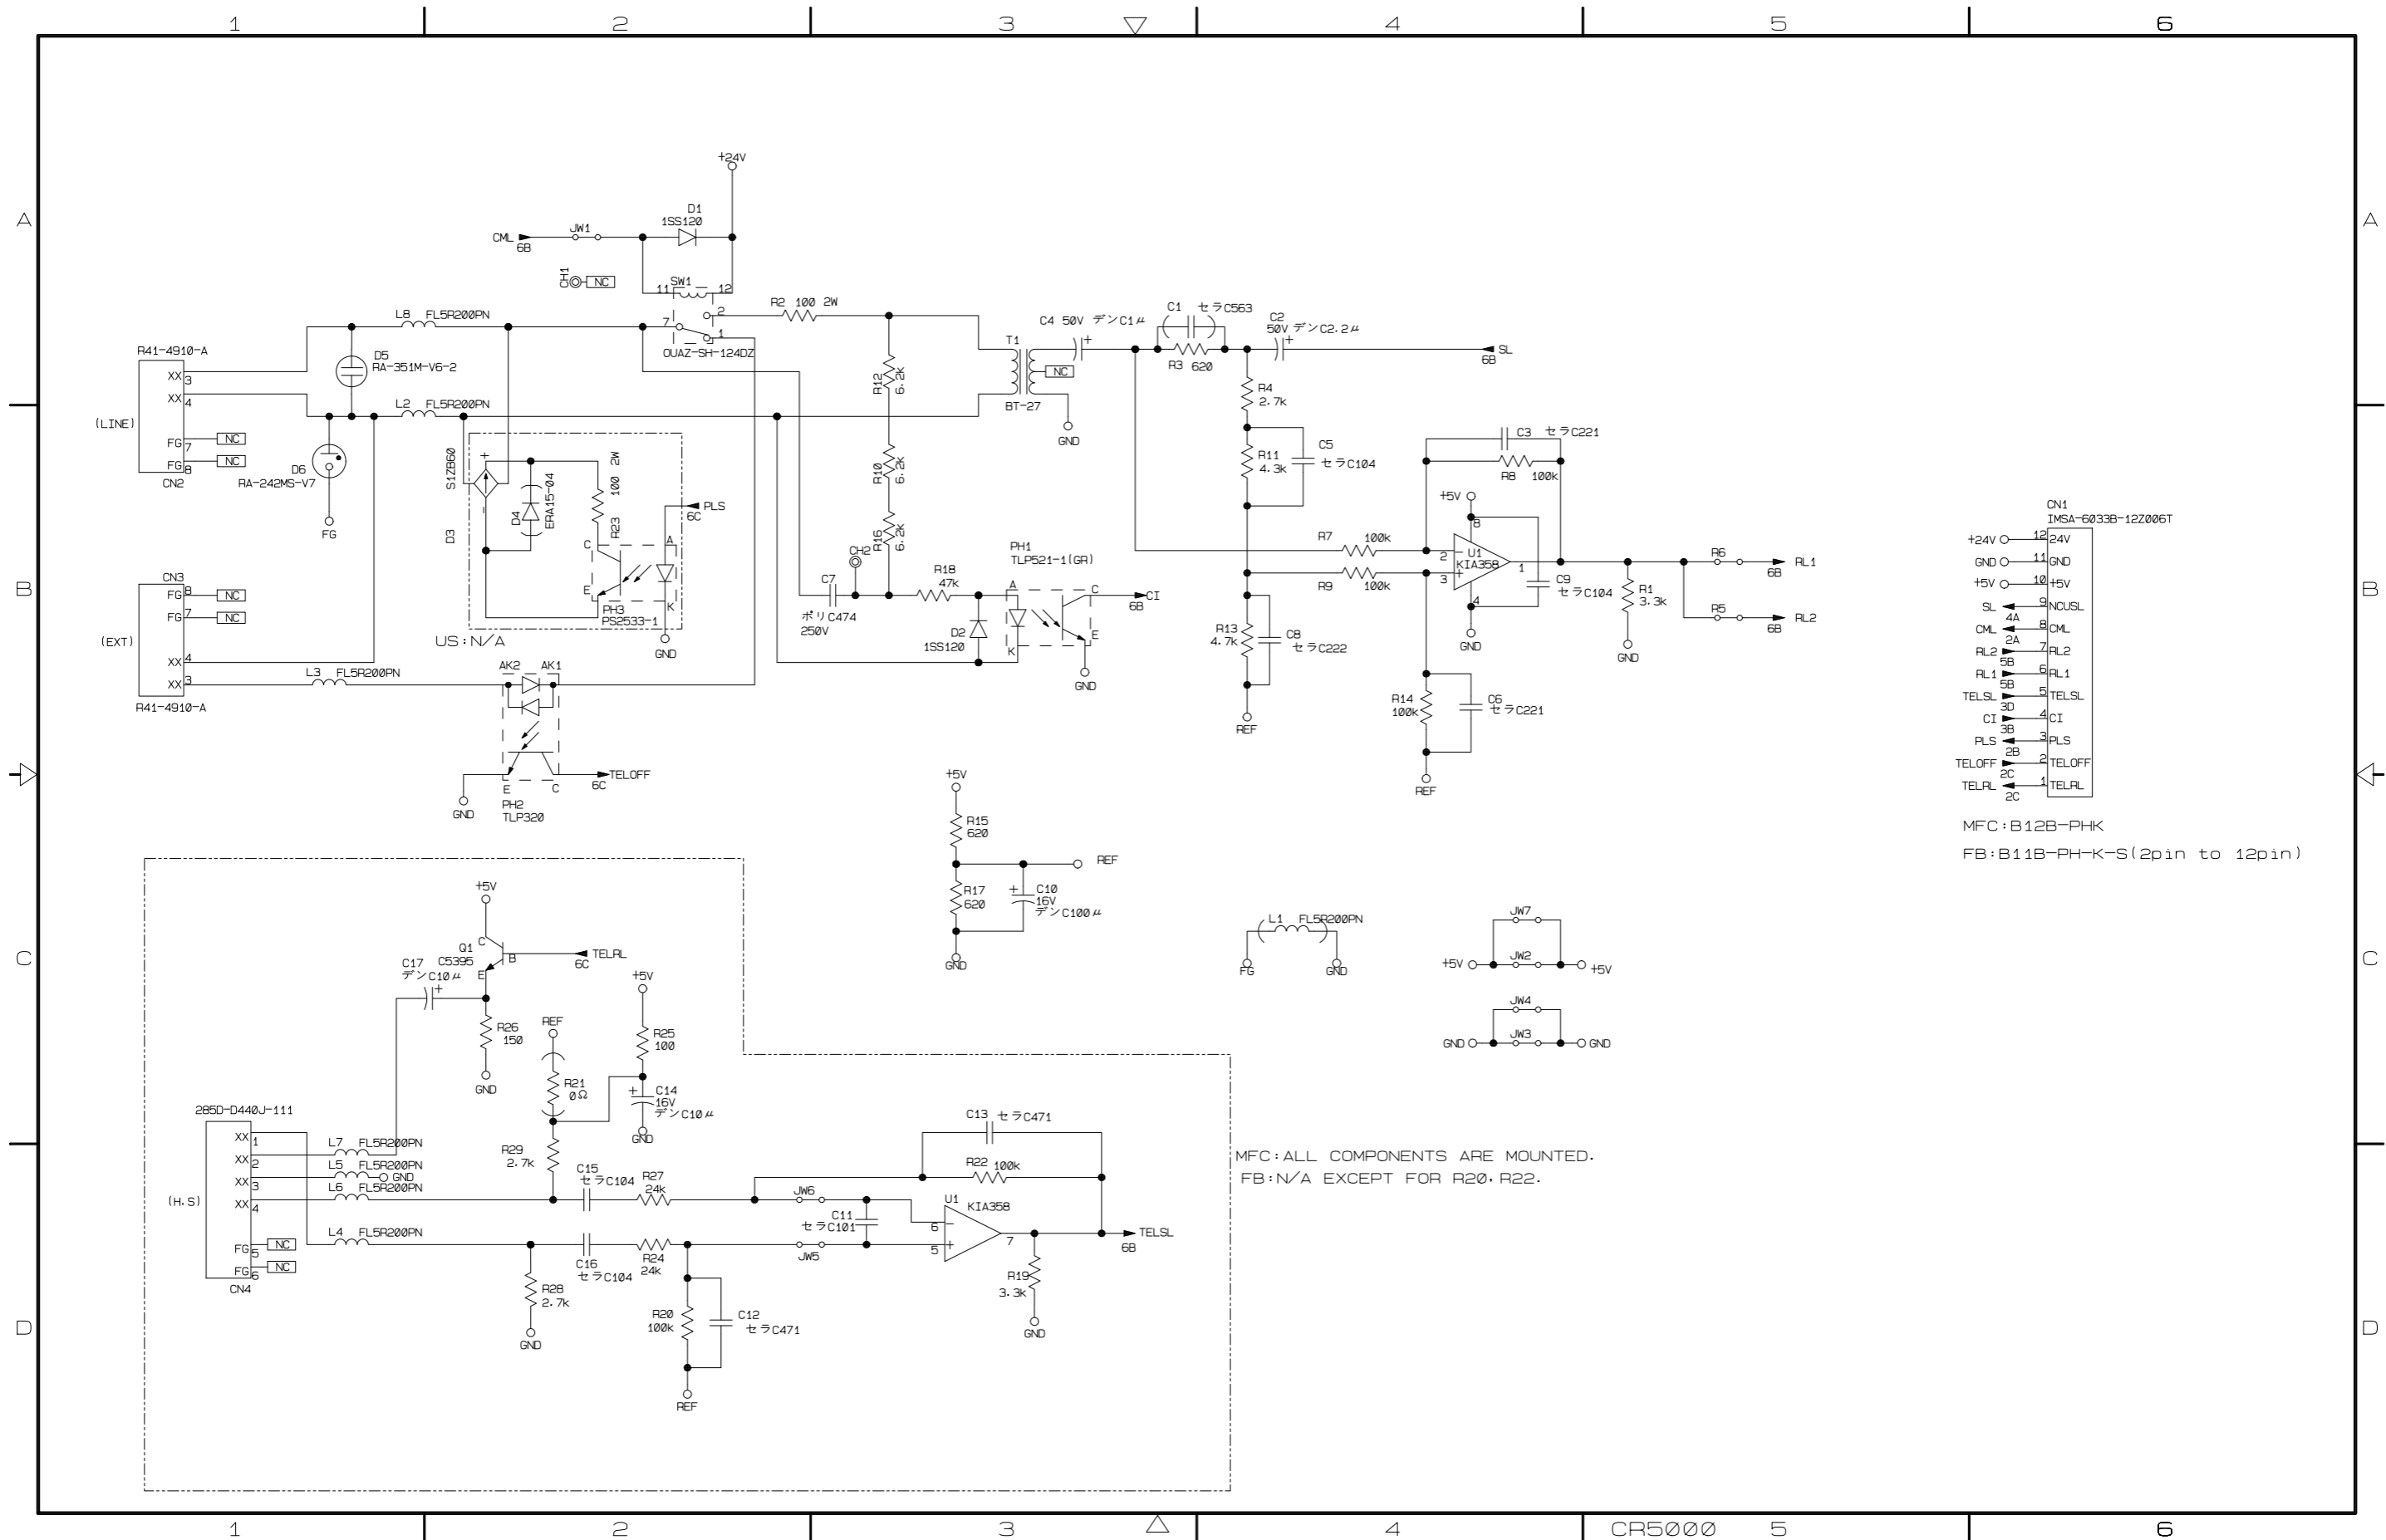 1 2 3 4 5 6
A
A
+24V
D1
1SS120
CML
6B
JW1
CH1
NC
SW1
11 12
2
7
1
OUAZ-SH-124DZ
R2 100 2W
L8 FL5R200PN
R41-4910-A
XX 3
XX 4
FG 7 NC
FG 8 NC
CN2
(LINE)
D5
RA-351M-V6-2
L2 FL5R200PN
D6
RA-242MS-V7
FG
R12
6.2K
R10
6.2K
R16
6.2K
T1
NC
BT-27
GND
C4 50V デンC1μ
C1 セラC563
R3 620
C2
50V デンC2.2μ
SL
6B
R4
2.7k
R11
4.3k
C5
セラC104
C3 セラC221
R8 100k
+5V
8
R7 100k
R9 100k
2
3
U1
KIA358
1
4
GND
C9
セラC104
R1
3.3k
GND
R6
RL1
6B
R5
RL2
6B
R13
4.7k
C8
セラC222
REF
R14
100k
C6
セラC221
REF
CN1
IMSA-6033B-12Z006T
+24V 12 24V
GND 11 GND
+5V 10 +5V
SL 9 NCUSL
4A
CML 8 CML
2A
RL2 7 RL2
5B
RL1 6 RL1
5B
TELSL 5 TELSL
3D
CI 4 CI
3B
PLS 3 PLS
2B
TELOFF 2 TELOFF
2C
TELRL 1 TELRL
2C
MFC:B12B-PHK
FB:B11B-PH-K-S(2pin to 12pin)
B
B
S1ZB60
D3
+
-
D4
ERA15-04
100 2W
R23
PLS
6C
C
A
E
K
PH3
PS2533-1
GND
US:N/A
C7
ポリC474
250V
CH2
R18
47k
D2
1SS120
PH1
TLP521-1(GR)
A
K
C
E
CI
6B
GND
CN3
FG 8 NC
FG 7 NC
XX 4
XX 3
R41-4910-A
(EXT)
L3 FL5R200PN
AK2 AK1
E C
PH2
TLP320
TELOFF
6C
GND
+5V
R15
620
REF
R17
620
C10
16V
デンC100μ
GND
L1 FL5R200PN
FG GND
JW7
+5V JW2 +5V
JW4
GND JW3 GND
C
C
+5V
Q1
C5395
C
B
E
TELRL
6C
C17
デンC10μ
R26
150
GND
REF
R21
0Ω
+5V
R25
100
C14
16V
デンC10μ
GND
R29
2.7k
285D-D440J-111
XX 1
XX 2
XX 3
XX 4
FG 5 NC
FG 6 NC
CN4
(H.S)
L7 FL5R200PN
L5 FL5R200PN
GND
L6 FL5R200PN
L4 FL5R200PN
C15
セラC104
R27
24k
C16
セラC104
R24
24k
R28
2.7k
GND
R20
100k
C12
セラC471
REF
JW6
JW5
C11
セラC101
C13 セラC471
R22 100k
U1
KIA358
6
5
7
R19
3.3k
GND
TELSL
6B
MFC:ALL COMPONENTS ARE MOUNTED.
FB:N/A EXCEPT FOR R20,R22.
D
D
1 2 3 4 CR5000 5 6